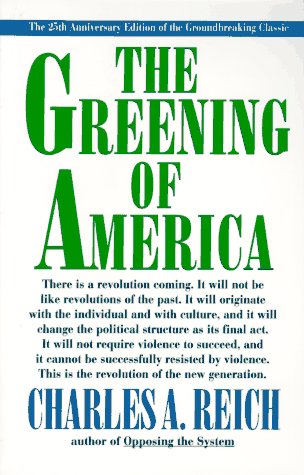 The 25th Anniversary Edition of the Groundbreaking Classic
THE
GREENING
OF
AMERICA
There is a revolution coming. It will not be
like revolutions of the past. It will originate
with the individual and with culture, and it will
change the political structure as its final act.
It will not require violence to succeed, and
it cannot be successfully resisted by violence.
This is the revolution of the new generation.
CHARLES A. REICH
author of Opposing the System